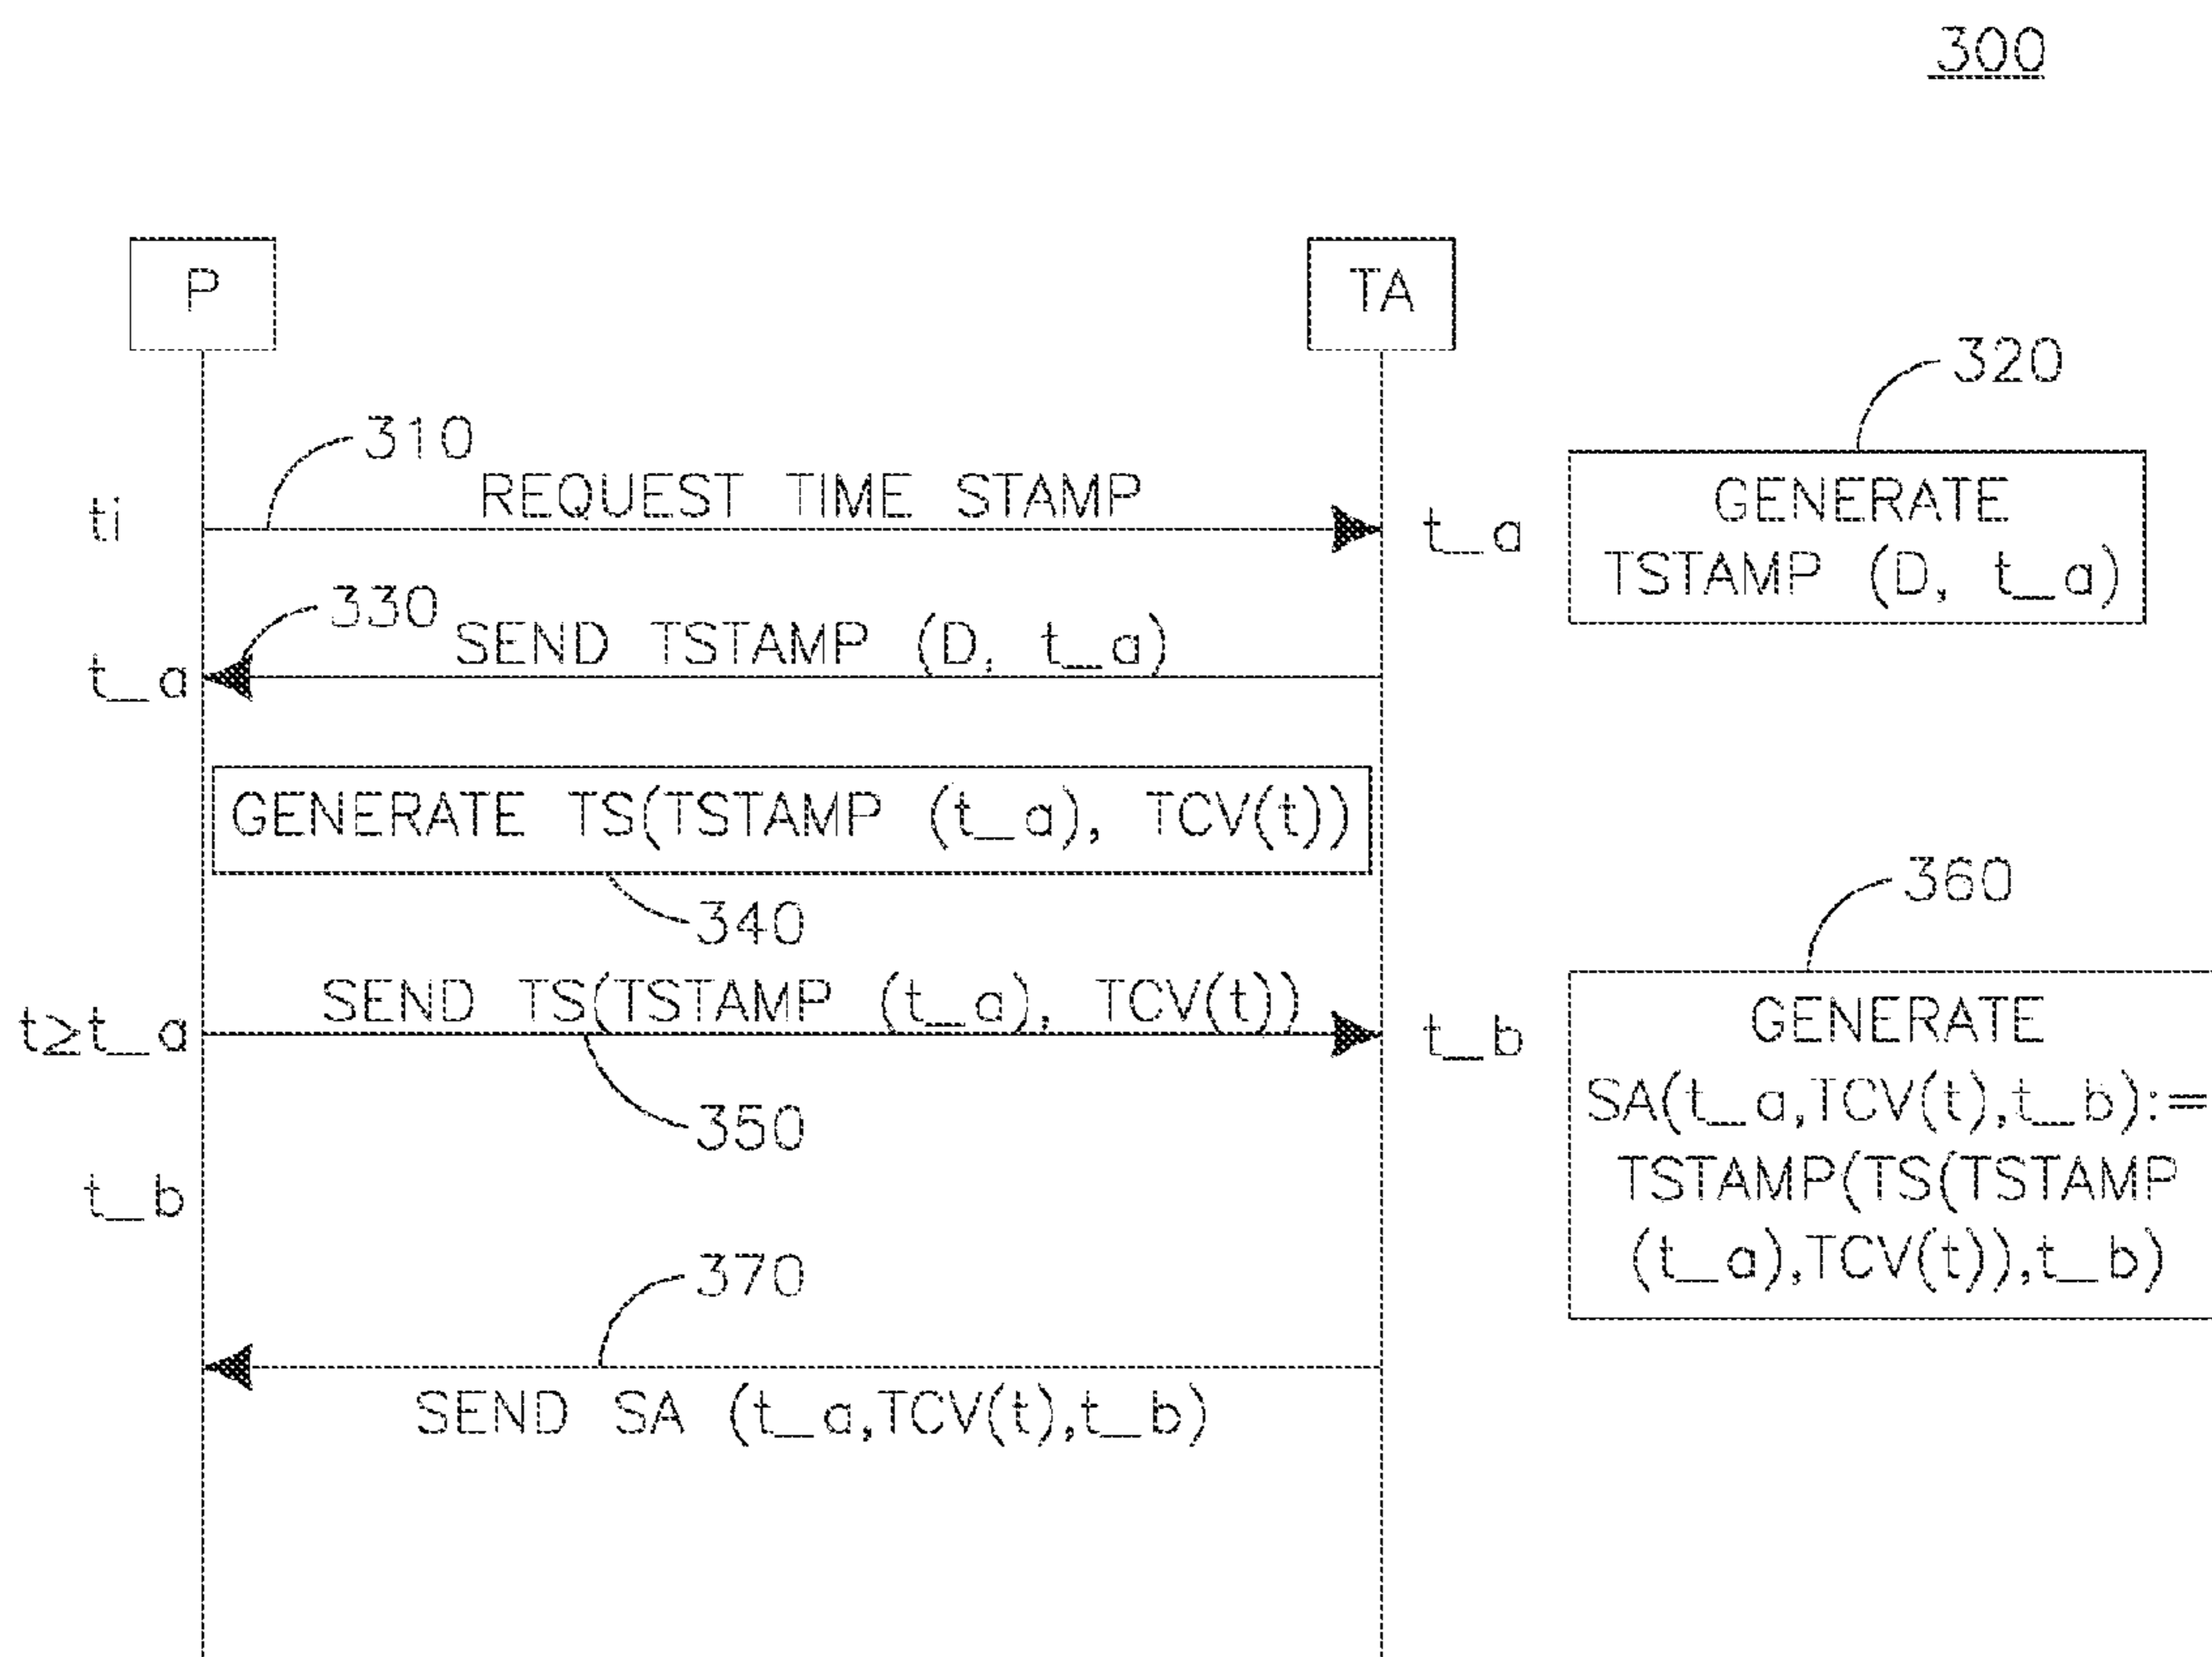 300
P
TA
320
310
ti
REQUEST TIME STAMP
t_a
GENERATE
TSTAMP (D, t_a)
330
SEND TSTAMP (D, t_a)
t_a
GENERATE TS(TSTAMP (t_a), TCV(t))
340
360
t≥t_a
SEND TS(TSTAMP (t_a), TCV(t))
t_b
350
GENERATE
SA(t_a,TCV(t),t_b):=
TSTAMP(TS(TSTAMP
(t_a),TCV(t)),t_b)
t_b
370
SEND SA (t_a,TCV(t),t_b)